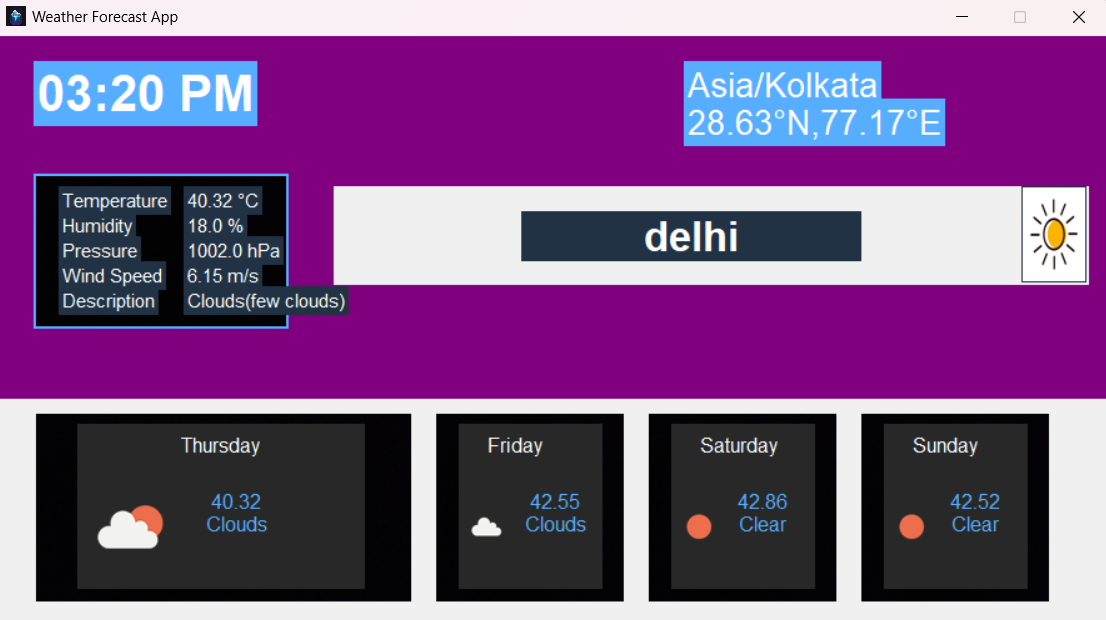 Weather Forecast App
03:20 PM
Asia/Kolkata
28.63°N,77.17°E
Temperature 40.32 °C
Humidity 18.0 %
Pressure 1002.0 hPa
Wind Speed 6.15 m/s
Description Clouds(few clouds)
delhi
Thursday
40.32
Clouds
Friday
42.55
Clouds
Saturday
42.86
Clear
Sunday
42.52
Clear